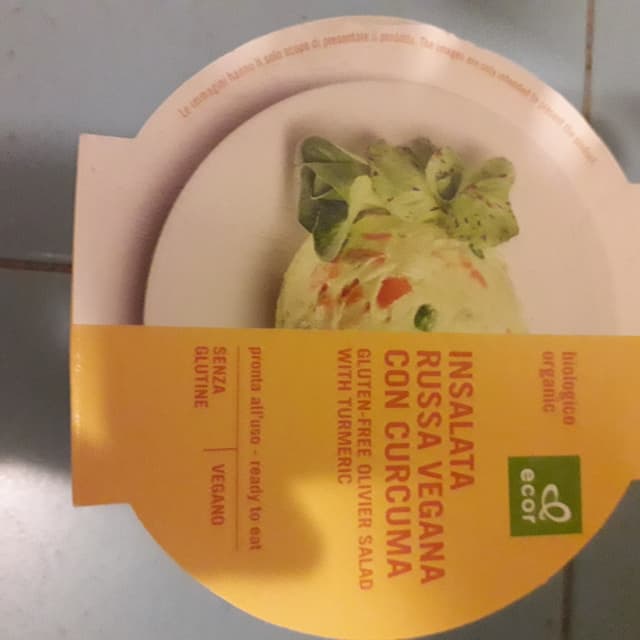 Le immagini hanno il solo scopo di presentare il prodotto. The images are only intended to present the product
biologico
organic
ecor
INSALATA
RUSSA VEGANA
CON CURCUMA
GLUTEN-FREE OLIVIER SALAD
WITH TURMERIC
pronta all'uso - ready to eat
SENZA
GLUTINE
VEGANO